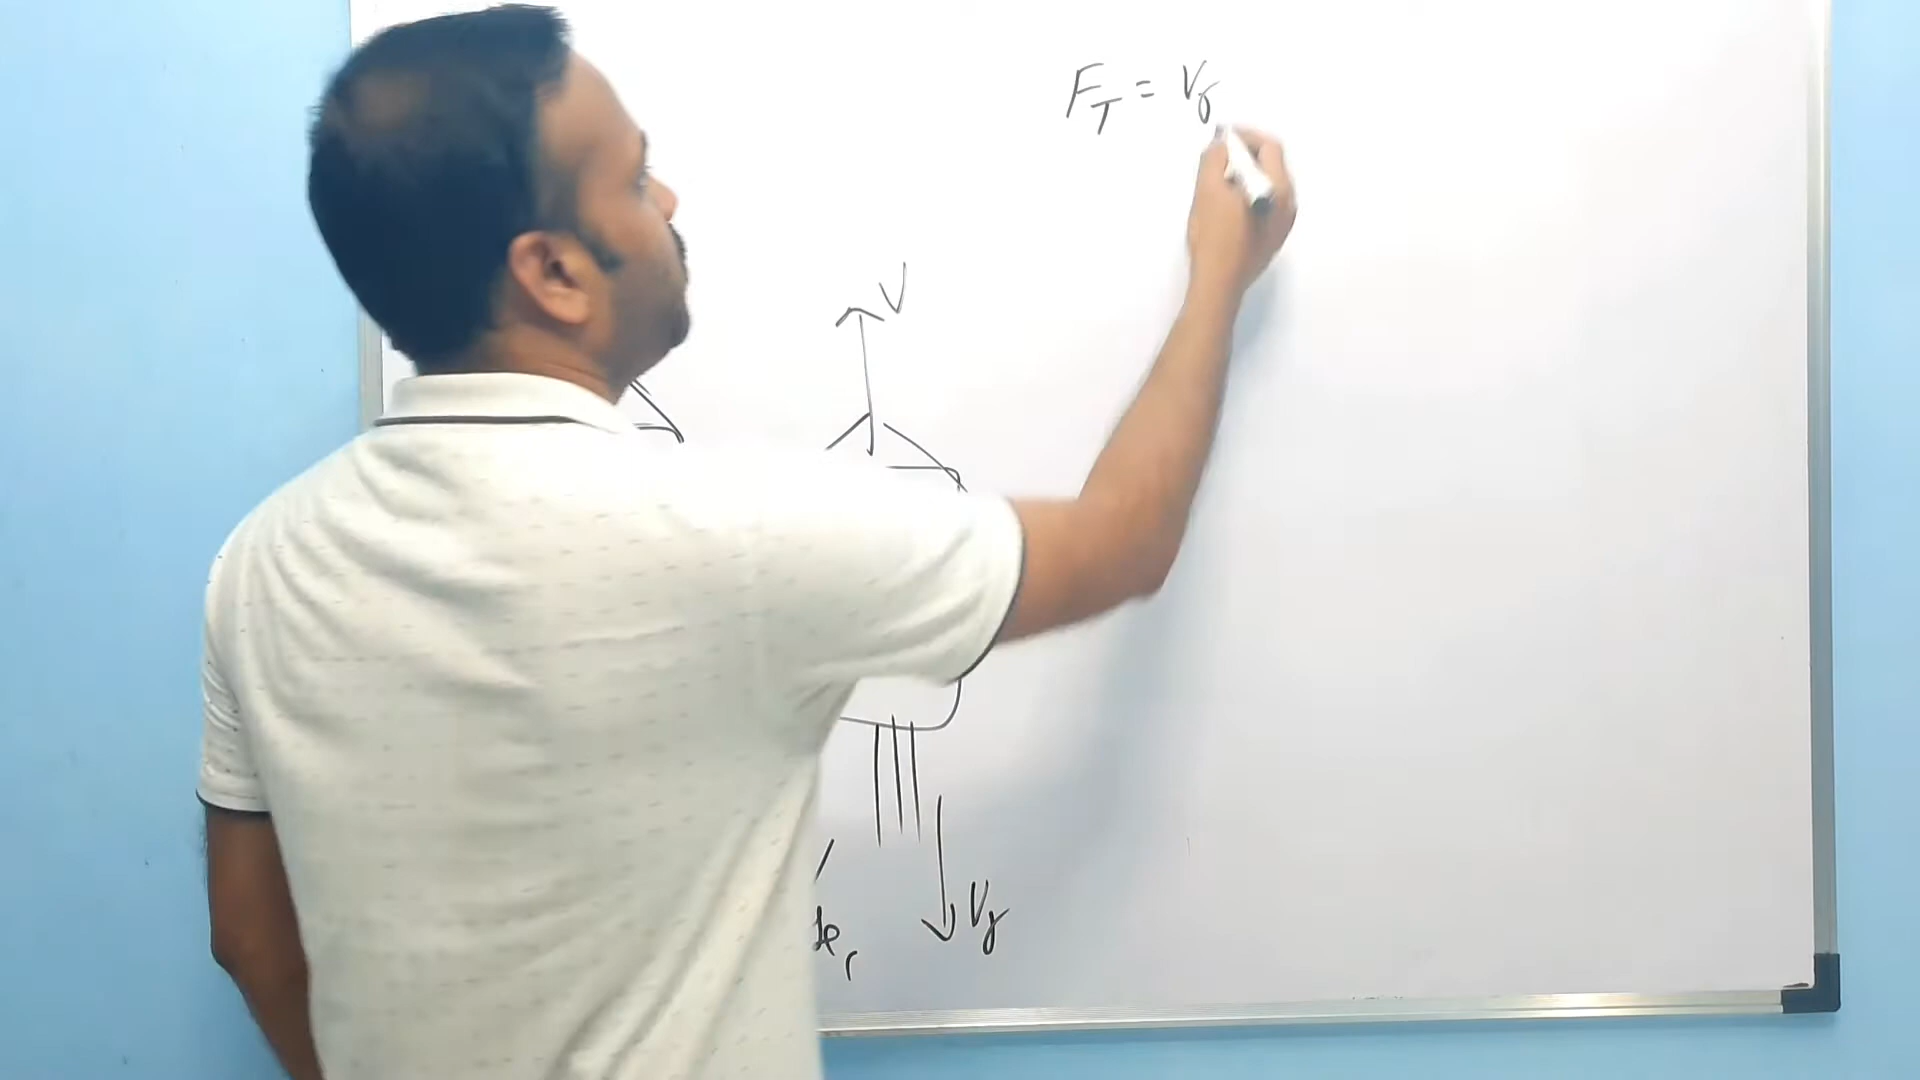 F_T = V_g
V
V_g